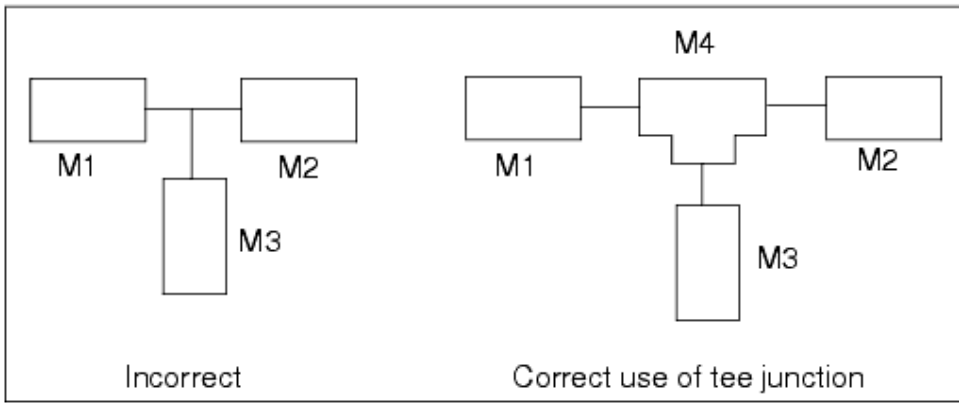 M1
M2
M3
Incorrect
M4
M1
M2
M3
Correct use of tee junction